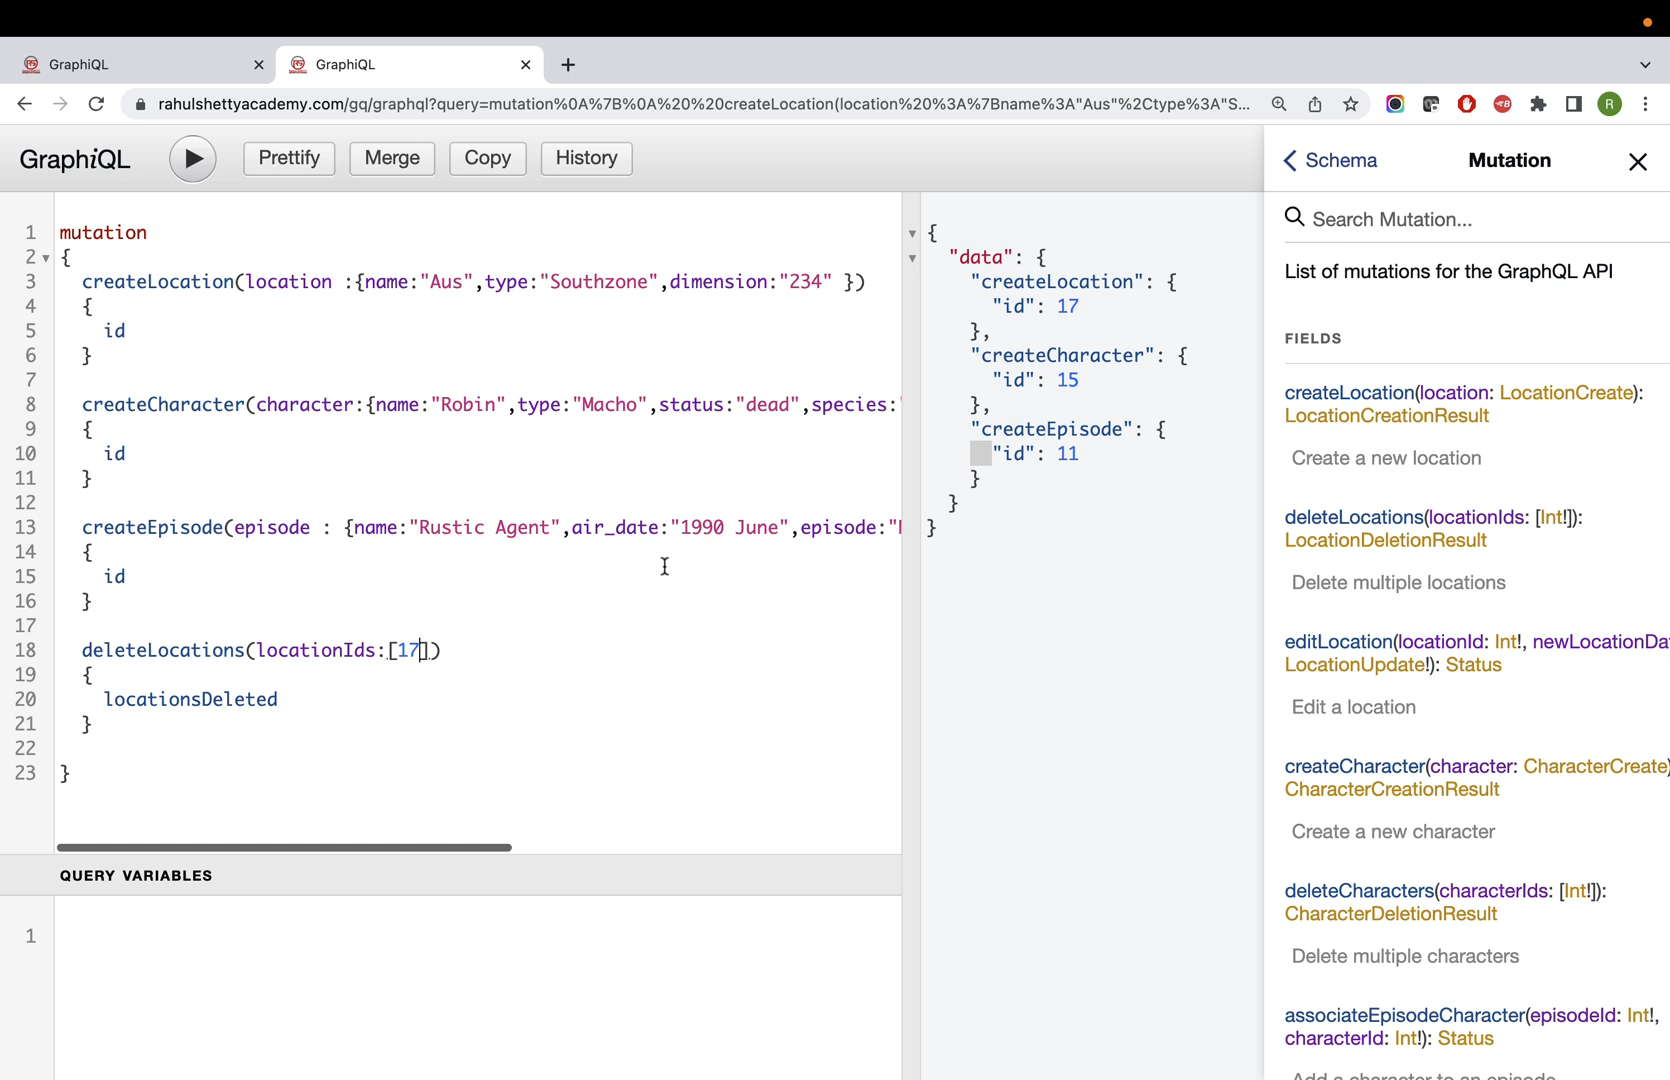 GraphiQL
GraphiQL
rahulshettyacademy.com/gq/graphql?query=mutation%0A%7B%0A%20%20createLocation(location%20%3A%7Bname%3A"Aus"%2Ctype%3A"S...
R
GraphiQL
Prettify
Merge
Copy
History
1 mutation
2 {
3 createLocation(location :{name:"Aus",type:"Southzone",dimension:"234" })
4 {
5 id
6 }
7
8 createCharacter(character:{name:"Robin",type:"Macho",status:"dead",species:
9 {
10 id
11 }
12
13 createEpisode(episode : {name:"Rustic Agent",air_date:"1990 June",episode:"
14 {
15 id
16 }
17
18 deleteLocations(locationIds:[17])
19 {
20 locationsDeleted
21 }
22
23 }
QUERY VARIABLES
1
{
"data": {
"createLocation": {
"id": 17
},
"createCharacter": {
"id": 15
},
"createEpisode": {
"id": 11
}
}
}
Schema
Mutation
Search Mutation...
List of mutations for the GraphQL API
FIELDS
createLocation(location: LocationCreate):
LocationCreationResult
Create a new location
deleteLocations(locationIds: [Int!]):
LocationDeletionResult
Delete multiple locations
editLocation(locationId: Int!, newLocationDa
LocationUpdate!): Status
Edit a location
createCharacter(character: CharacterCreate)
CharacterCreationResult
Create a new character
deleteCharacters(characterIds: [Int!]):
CharacterDeletionResult
Delete multiple characters
associateEpisodeCharacter(episodeId: Int!,
characterId: Int!): Status
Add a character to an episode